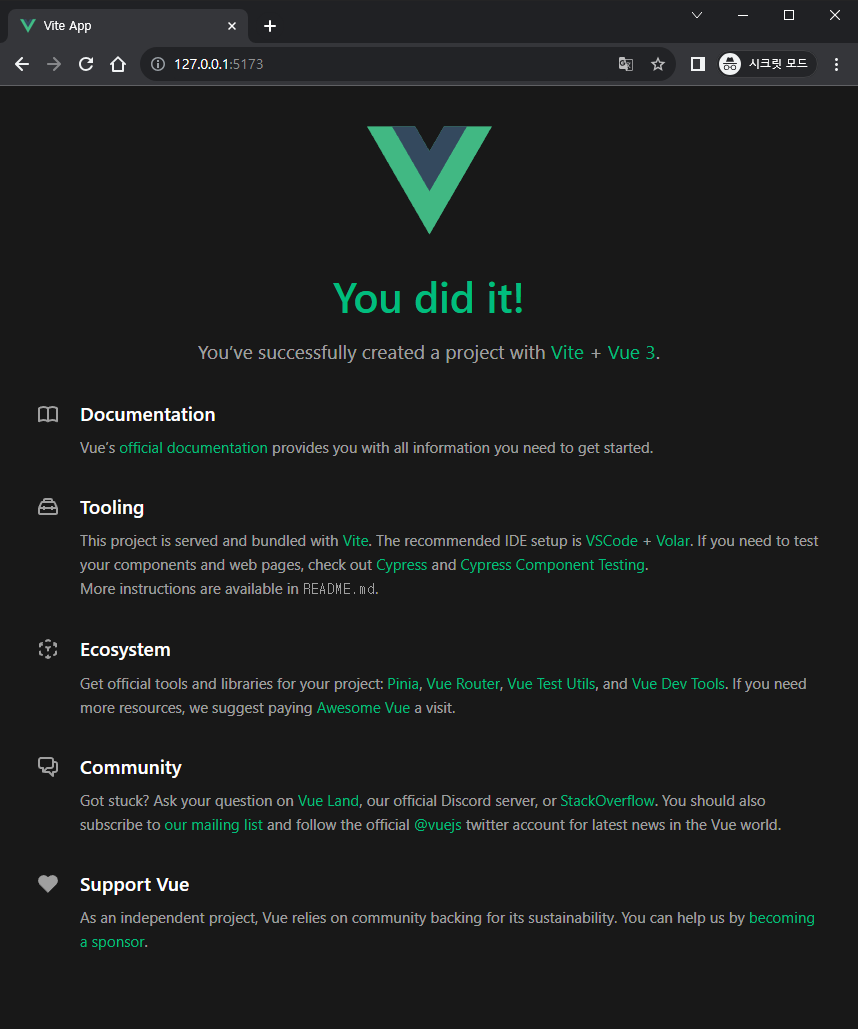 Vite App
127.0.0.1:5173
시크릿 모드
You did it!
You’ve successfully created a project with Vite + Vue 3.
Documentation
Vue’s official documentation provides you with all information you need to get started.
Tooling
This project is served and bundled with Vite. The recommended IDE setup is VSCode + Volar. If you need to test
your components and web pages, check out Cypress and Cypress Component Testing.
More instructions are available in README.md.
Ecosystem
Get official tools and libraries for your project: Pinia, Vue Router, Vue Test Utils, and Vue Dev Tools. If you need
more resources, we suggest paying Awesome Vue a visit.
Community
Got stuck? Ask your question on Vue Land, our official Discord server, or StackOverflow. You should also
subscribe to our mailing list and follow the official @vuejs twitter account for latest news in the Vue world.
Support Vue
As an independent project, Vue relies on community backing for its sustainability. You can help us by becoming
a sponsor.